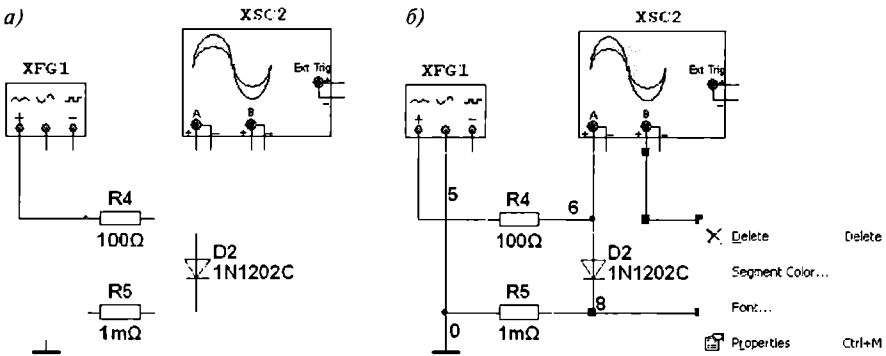 а)
XSC2
XFG1
Ext Trig
+
-
A
B
+
-
+
-
+
-
R4
100Ω
D2
1N1202C
R5
1mΩ
б)
XSC2
XFG1
Ext Trig
+
-
A
B
+
-
+
-
+
-
5
R4
6
100Ω
Delete Delete
D2
1N1202C
Segment Color...
R5
8
Font...
1mΩ
0
Properties Ctrl+M